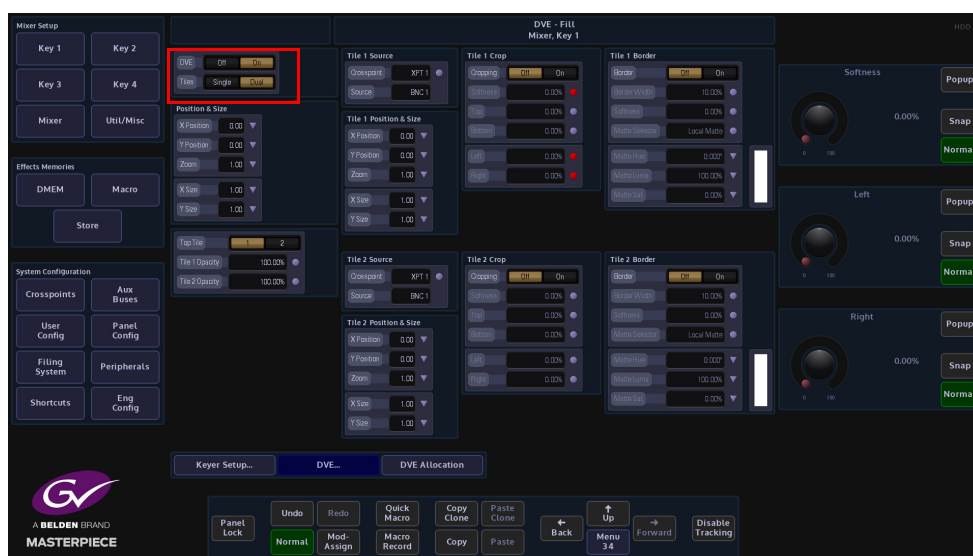 Mixer Setup
Key 1
Key 2
Key 3
Key 4
Mixer
Util/Misc
Effects Memories
DMEM
Macro
Store
System Configuration
Crosspoints
Aux
Buses
User
Config
Panel
Config
Filing
System
Peripherals
Shortcuts
Eng
Config
GV
A BELDEN BRAND
MASTERPIECE
DVE - Fill
Mixer, Key 1
HDD
DVE Off On
Tiles Single Dual
Position & Size
X Position 0.00
Y Position 0.00
Zoom 1.00
X Size 1.00
Y Size 1.00
Top Tile 1 2
Tile 1 Opacity 100.00%
Tile 2 Opacity 100.00%
Tile 1 Source
Crosspoint XPT 1
Source BNC 1
Tile 1 Position & Size
X Position 0.00
Y Position 0.00
Zoom 1.00
X Size 1.00
Y Size 1.00
Tile 1 Crop
Cropping Off On
Softness 0.00%
Top 0.00%
Bottom 0.00%
Left 0.00%
Right 0.00%
Tile 1 Border
Border Off On
Border Width 10.00%
Softness 0.00%
Matte Selector Local Matte
Matte Hue 0.000°
Matte Luma 100.00%
Matte Sat 0.00%
Tile 2 Source
Crosspoint XPT 1
Source BNC 1
Tile 2 Position & Size
X Position 0.00
Y Position 0.00
Zoom 1.00
X Size 1.00
Y Size 1.00
Tile 2 Crop
Cropping Off On
Softness 0.00%
Top 0.00%
Bottom 0.00%
Left 0.00%
Right 0.00%
Tile 2 Border
Border Off On
Border Width 10.00%
Softness 0.00%
Matte Selector Local Matte
Matte Hue 0.000°
Matte Luma 100.00%
Matte Sat 0.00%
Softness
0.00%
0 100
Popup
Snap
Norma
Left
0.00%
0 100
Popup
Snap
Norma
Right
0.00%
0 100
Popup
Snap
Norma
Keyer Setup...
DVE...
DVE Allocation
Panel
Lock
Undo
Redo
Normal
Mod-
Assign
Quick
Macro
Macro
Record
Copy
Clone
Paste
Clone
Copy
Paste
Back
Up
Menu
34
Forward
Disable
Tracking